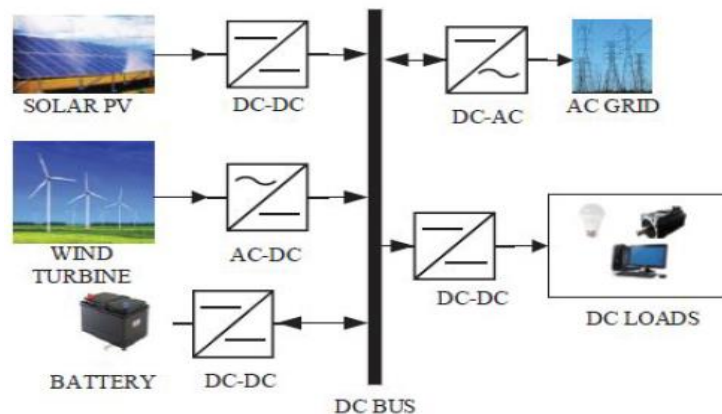 SOLAR PV
DC-DC
DC-AC
AC GRID
WIND
TURBINE
AC-DC
DC-DC
DC LOADS
BATTERY
DC-DC
DC BUS